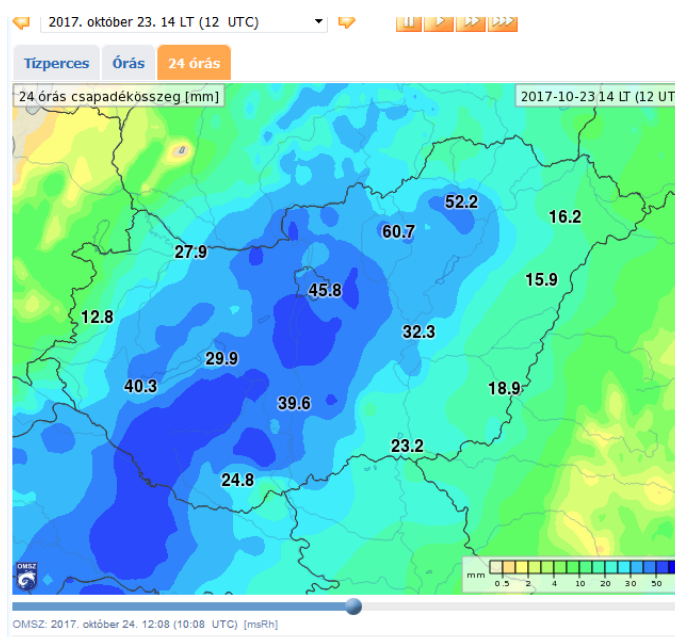 2017. október 23. 14 LT (12 UTC)
Tízperces Órás 24 órás
24 órás csapadékösszeg [mm] 2017-10-23 14 LT (12 UT
52.2
16.2
60.7
27.9
15.9
45.8
12.8
32.3
29.9
40.3
18.9
39.6
23.2
24.8
OMSZ
mm 0.5 2 4 10 20 30 50
OMSZ: 2017. október 24. 12:08 (10:08 UTC) [msRh]